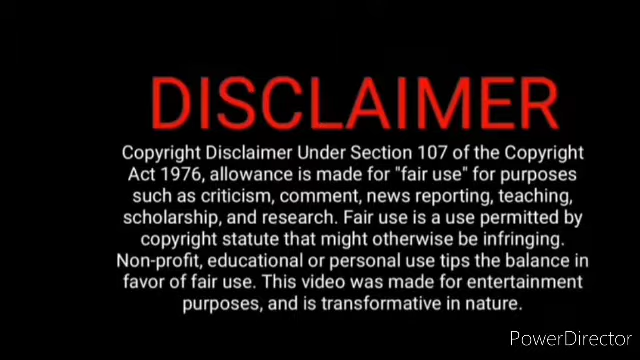 DISCLAIMER
Copyright Disclaimer Under Section 107 of the Copyright
Act 1976, allowance is made for "fair use" for purposes
such as criticism, comment, news reporting, teaching,
scholarship, and research. Fair use is a use permitted by
copyright statute that might otherwise be infringing.
Non-profit, educational or personal use tips the balance in
favor of fair use. This video was made for entertainment
purposes, and is transformative in nature.
PowerDirector